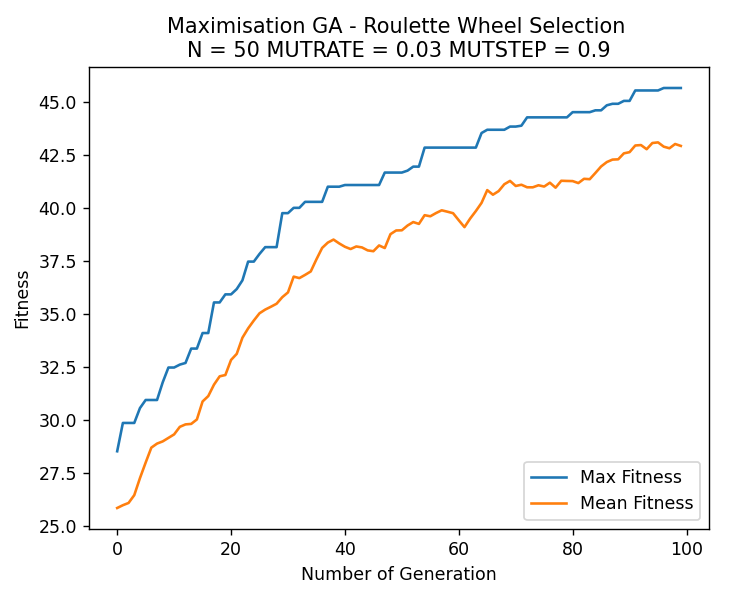 Maximisation GA - Roulette Wheel Selection
N = 50 MUTRATE = 0.03 MUTSTEP = 0.9
45.0
42.5
40.0
37.5
35.0
32.5
30.0
27.5
25.0
Fitness
Max Fitness
Mean Fitness
0 20 40 60 80 100
Number of Generation